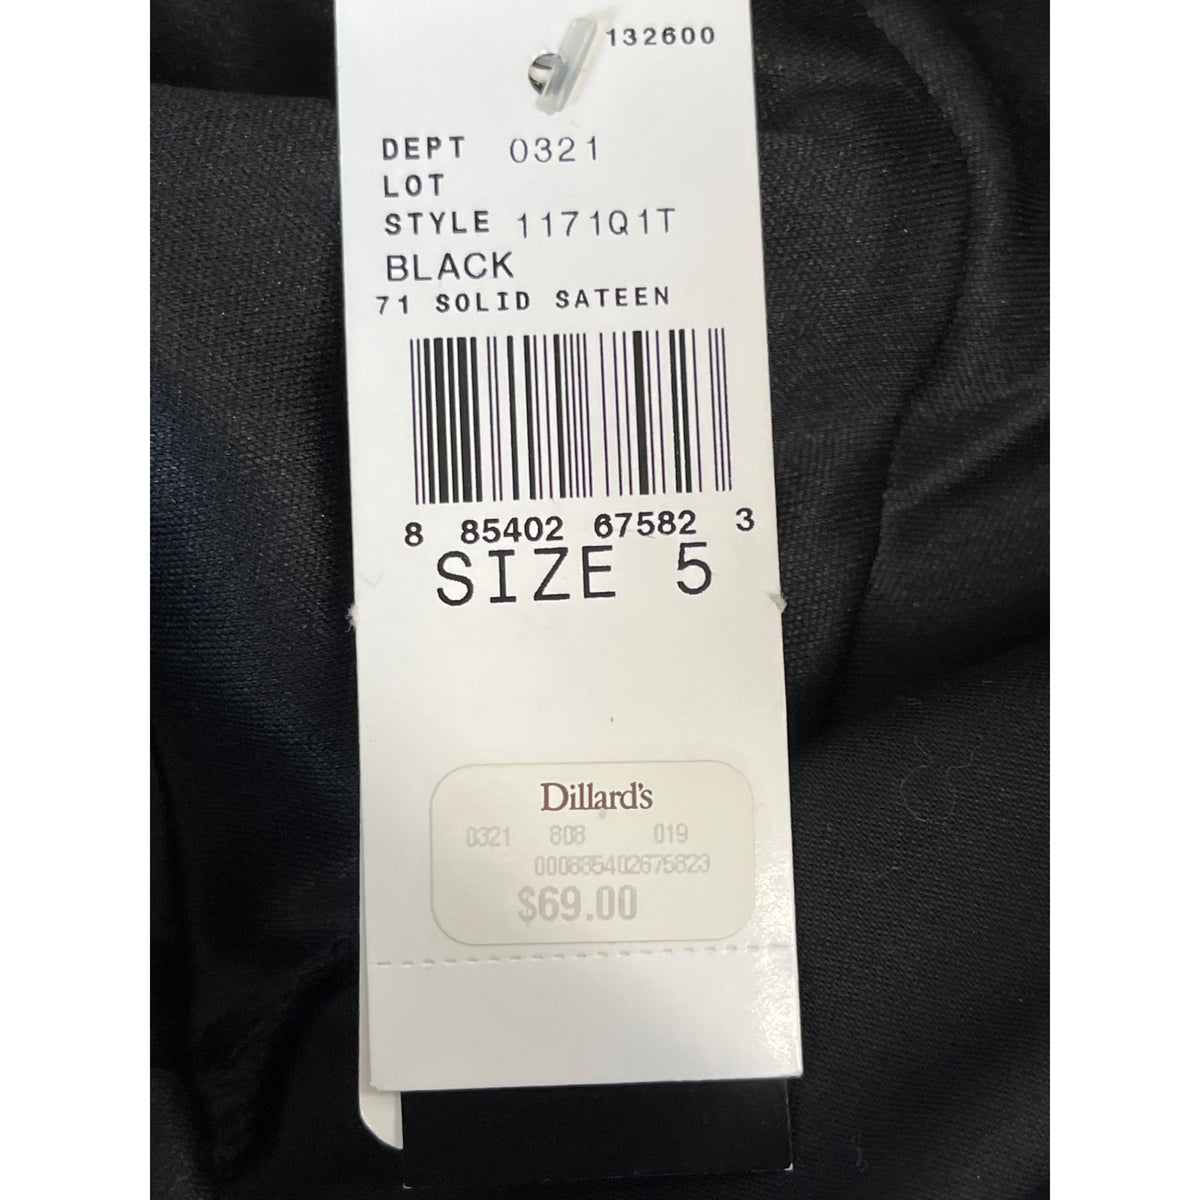 132600
DEPT 0321
LOT
STYLE 1171Q1T
BLACK
71 SOLID SATEEN
8 85402 67582 3
SIZE 5
Dillard's
0321 808 019
000885402675823
$69.00